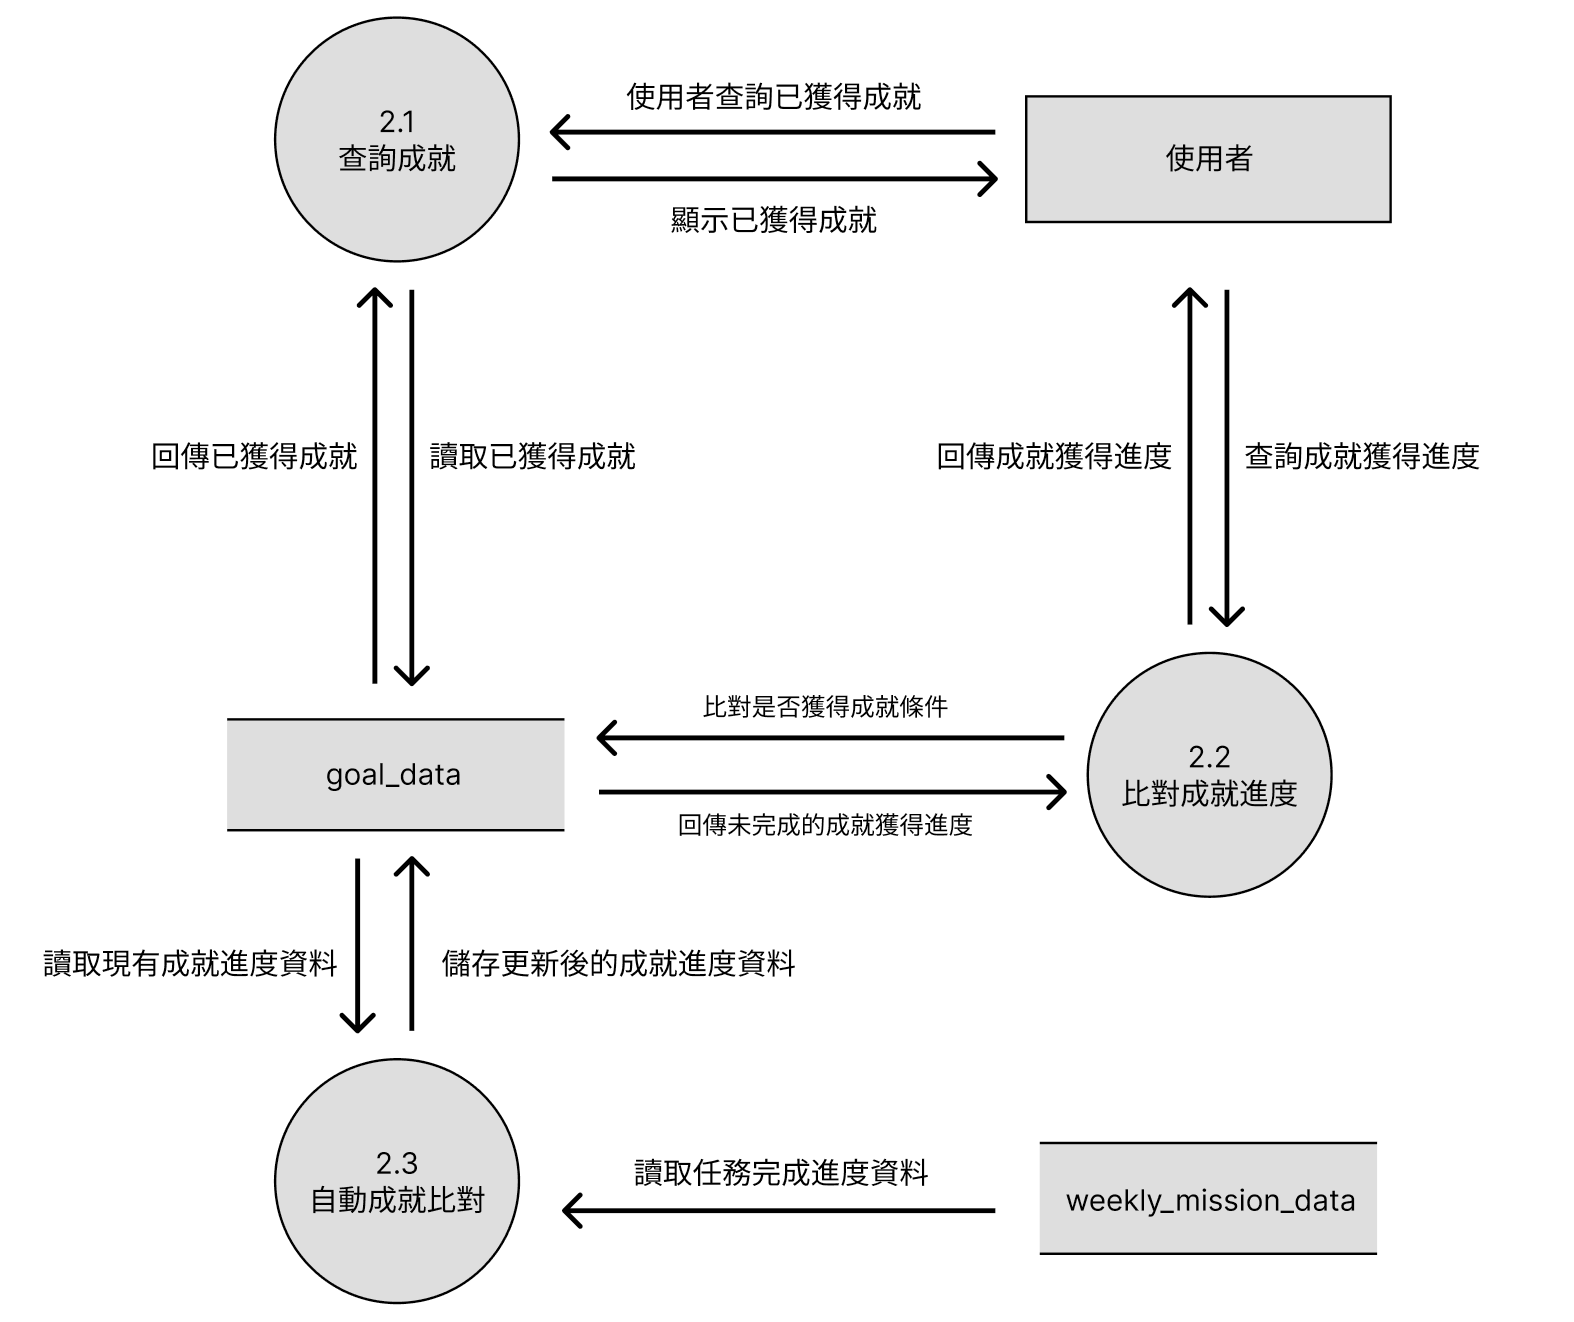 2.1
查詢成就
使用者查詢已獲得成就
顯示已獲得成就
使用者
回傳已獲得成就
讀取已獲得成就
回傳成就獲得進度
查詢成就獲得進度
goal_data
比對是否獲得成就條件
回傳未完成的成就獲得進度
2.2
比對成就進度
讀取現有成就進度資料
儲存更新後的成就進度資料
2.3
自動成就比對
讀取任務完成進度資料
weekly_mission_data